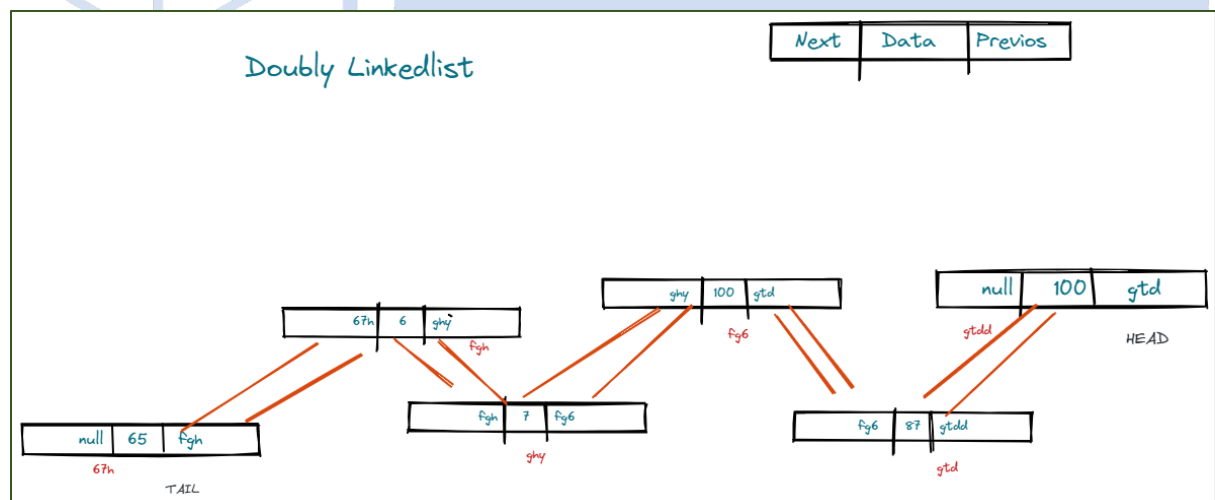 Next Data Previos
Doubly Linkedlist
null 100 gtd
gtdd
HEAD
ghy 100 gtd
fg6
67h 6 ghy
fgh
fgh 7 fg6
ghy
fg6 87 gtdd
gtd
null 65 fgh
67h
TAIL